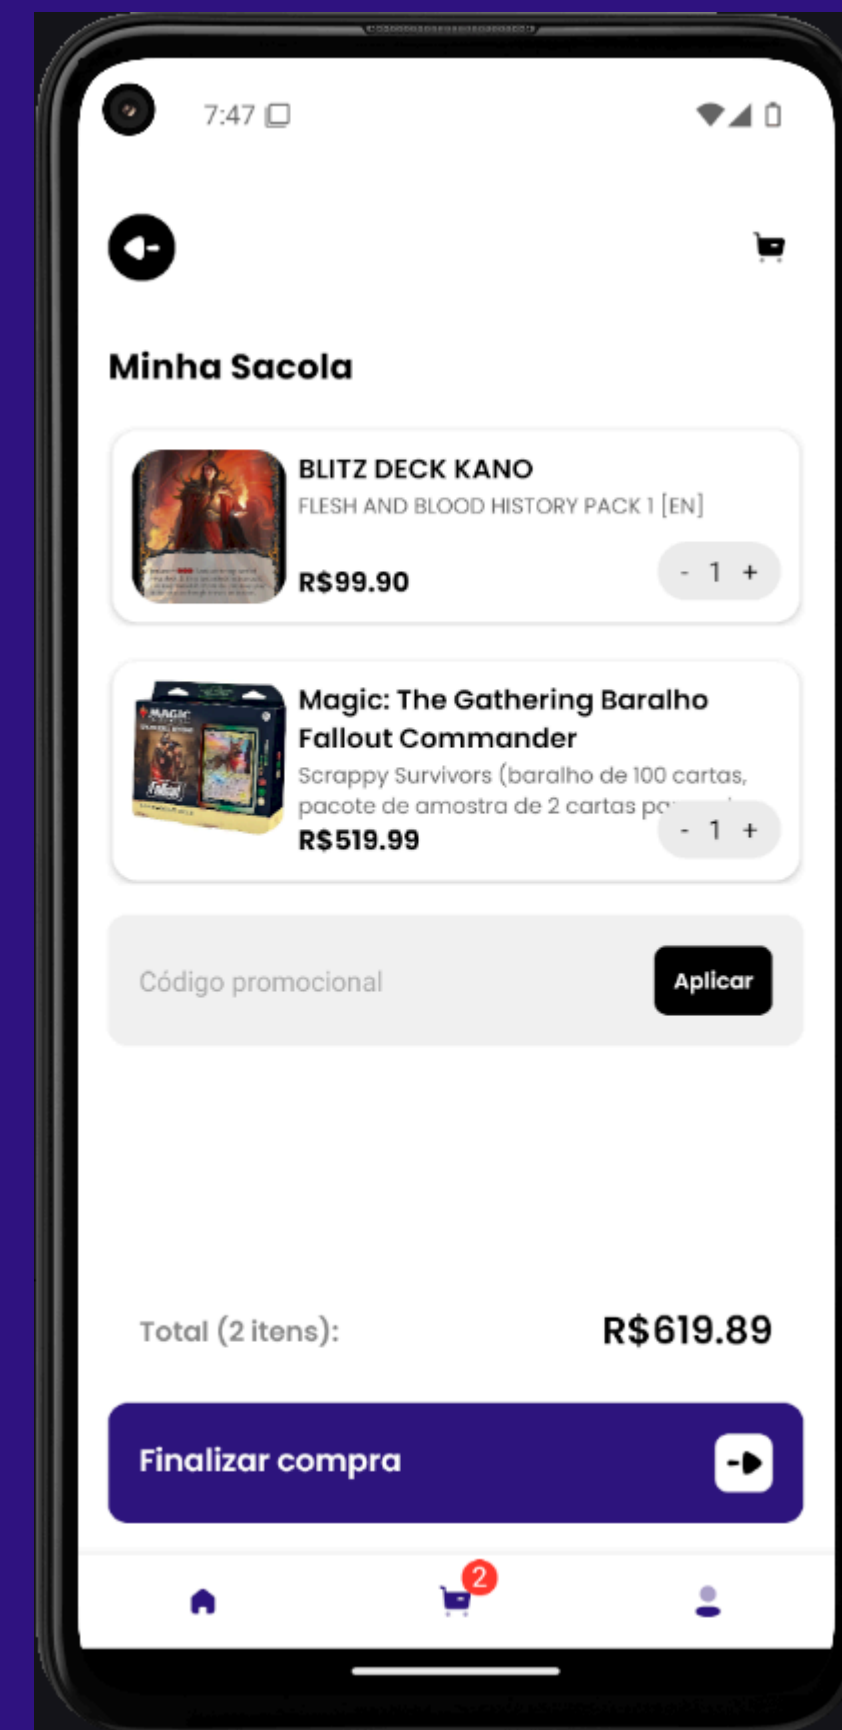 7:47
Minha Sacola
BLITZ DECK KANO
FLESH AND BLOOD HISTORY PACK 1 [EN]
R$99.90
- 1 +
MAGIC
Fallout
Magic: The Gathering Baralho
Fallout Commander
Scrappy Survivors (baralho de 100 cartas,
pacote de amostra de 2 cartas
R$519.99
- 1 +
Código promocional
Aplicar
Total (2 itens):
R$619.89
Finalizar compra
2